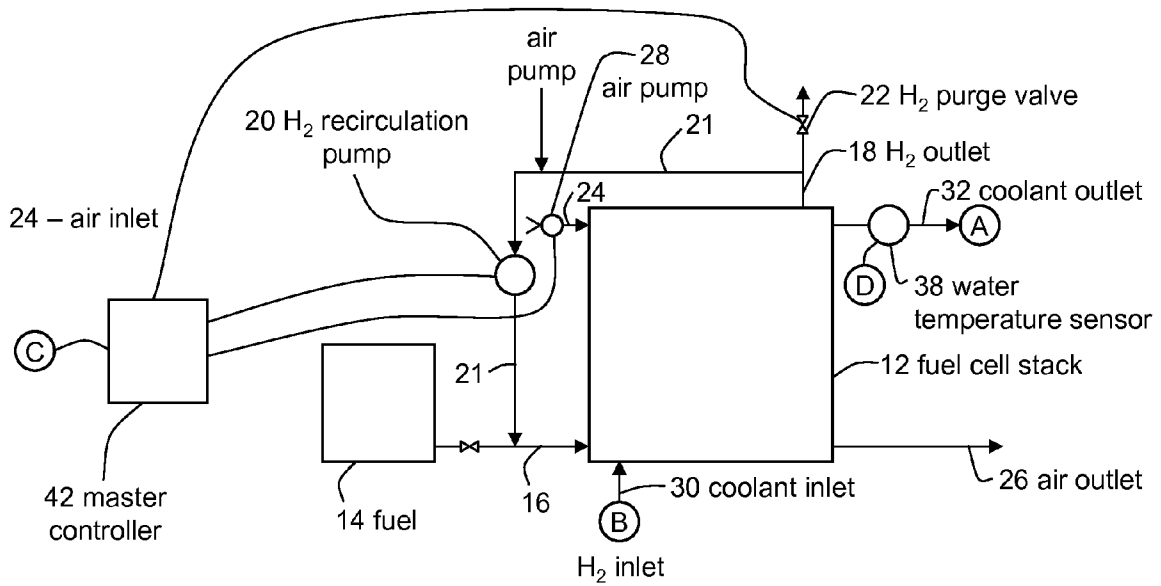 air
pump
28
air pump
22 H₂ purge valve
20 H₂ recirculation
pump
21
18 H₂ outlet
24
32 coolant outlet
24 – air inlet
A
D
38 water
temperature sensor
C
12 fuel cell stack
21
42 master
controller
14 fuel
16
30 coolant inlet
26 air outlet
B
H₂ inlet